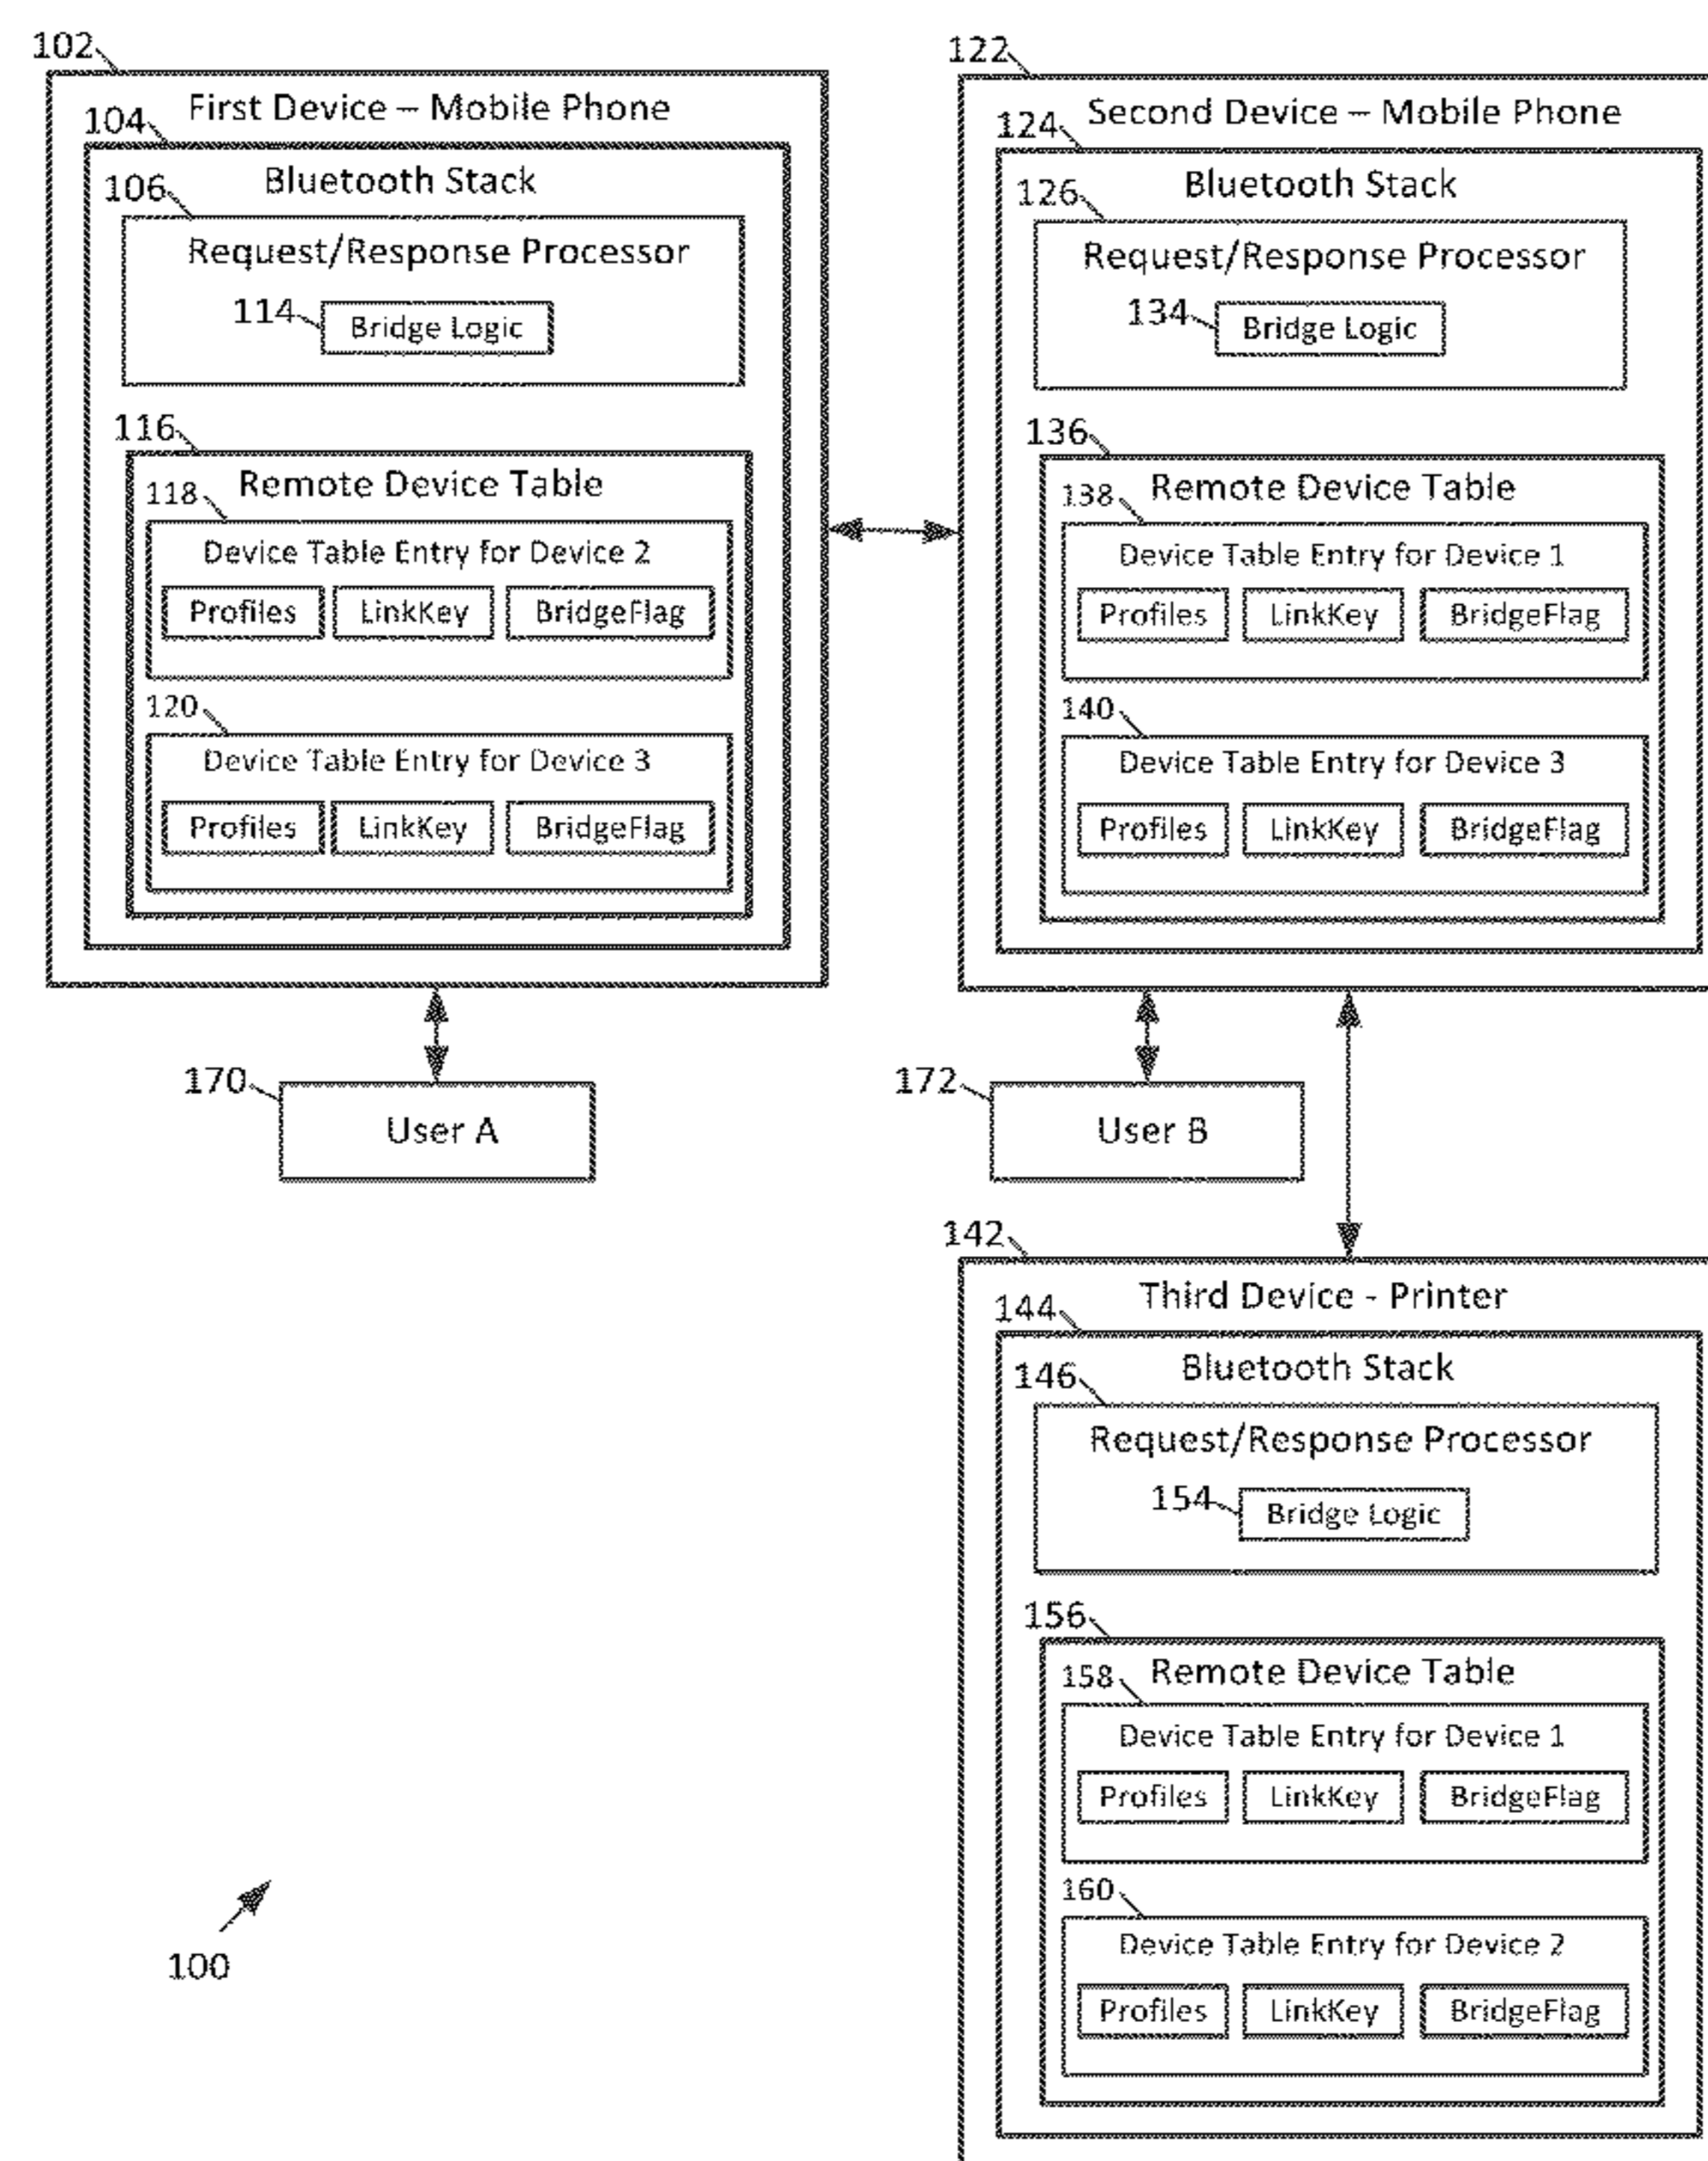 102
First Device – Mobile Phone
104
Bluetooth Stack
106
Request/Response Processor
114
Bridge Logic
116
Remote Device Table
118
Device Table Entry for Device 2
Profiles LinkKey BridgeFlag
120
Device Table Entry for Device 3
Profiles LinkKey BridgeFlag
122
Second Device – Mobile Phone
124
Bluetooth Stack
126
Request/Response Processor
134
Bridge Logic
136
Remote Device Table
138
Device Table Entry for Device 1
Profiles LinkKey BridgeFlag
140
Device Table Entry for Device 3
Profiles LinkKey BridgeFlag
170
User A
172
User B
142
Third Device - Printer
144
Bluetooth Stack
146
Request/Response Processor
154
Bridge Logic
156
Remote Device Table
158
Device Table Entry for Device 1
Profiles LinkKey BridgeFlag
160
Device Table Entry for Device 2
Profiles LinkKey BridgeFlag
100